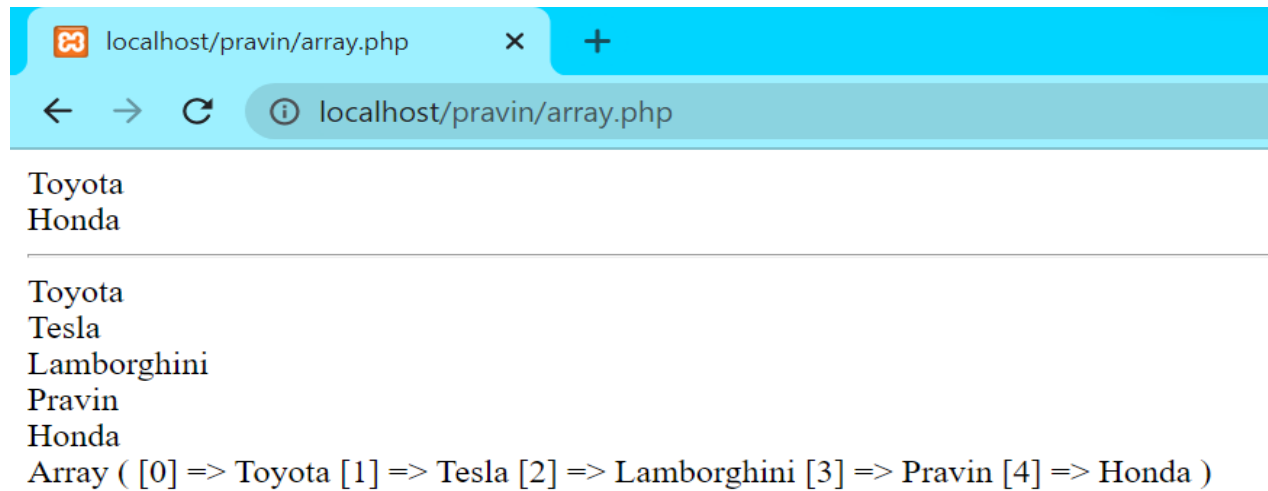 localhost/pravin/array.php
localhost/pravin/array.php
Toyota
Honda
Toyota
Tesla
Lamborghini
Pravin
Honda
Array ( [0] => Toyota [1] => Tesla [2] => Lamborghini [3] => Pravin [4] => Honda )